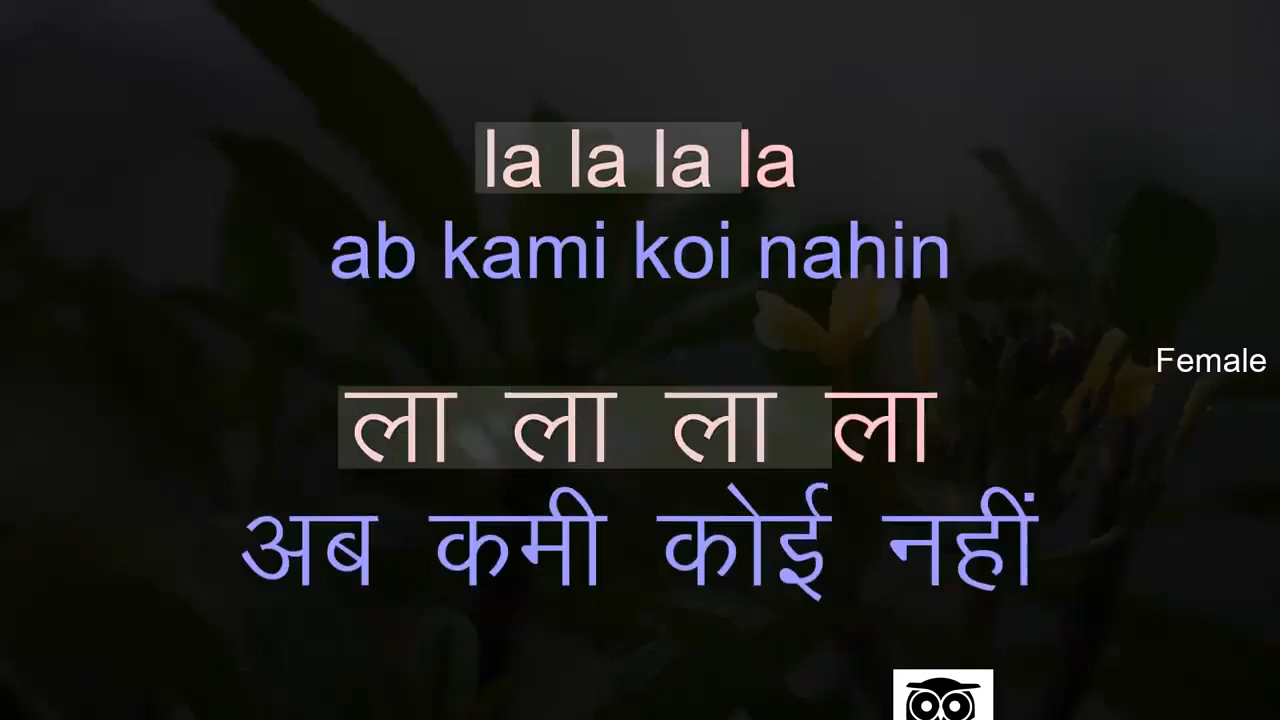 la la la la
ab kami koi nahin
Female
ला ला ला ला
अब कमी कोई नहीं